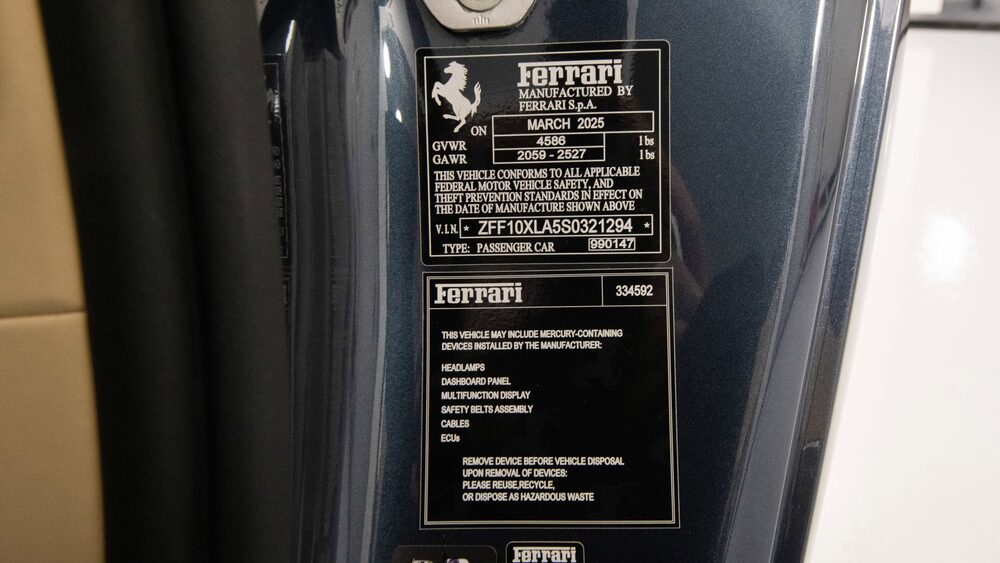 Ferrari
MANUFACTURED BY
FERRARI S.p.A.
ON MARCH 2025
GVWR 4586 lbs
GAWR 2059 - 2527 lbs
THIS VEHICLE CONFORMS TO ALL APPLICABLE
FEDERAL MOTOR VEHICLE SAFETY, AND
THEFT PREVENTION STANDARDS IN EFFECT ON
THE DATE OF MANUFACTURE SHOWN ABOVE
V.I.N. * ZFF10XLA5S0321294 *
TYPE: PASSENGER CAR 990147
Ferrari 334592
THIS VEHICLE MAY INCLUDE MERCURY-CONTAINING
DEVICES INSTALLED BY THE MANUFACTURER:
HEADLAMPS
DASHBOARD PANEL
MULTIFUNCTION DISPLAY
SAFETY BELTS ASSEMBLY
CABLES
ECUs
REMOVE DEVICE BEFORE VEHICLE DISPOSAL
UPON REMOVAL OF DEVICES:
PLEASE REUSE,RECYCLE,
OR DISPOSE AS HAZARDOUS WASTE
Ferrari